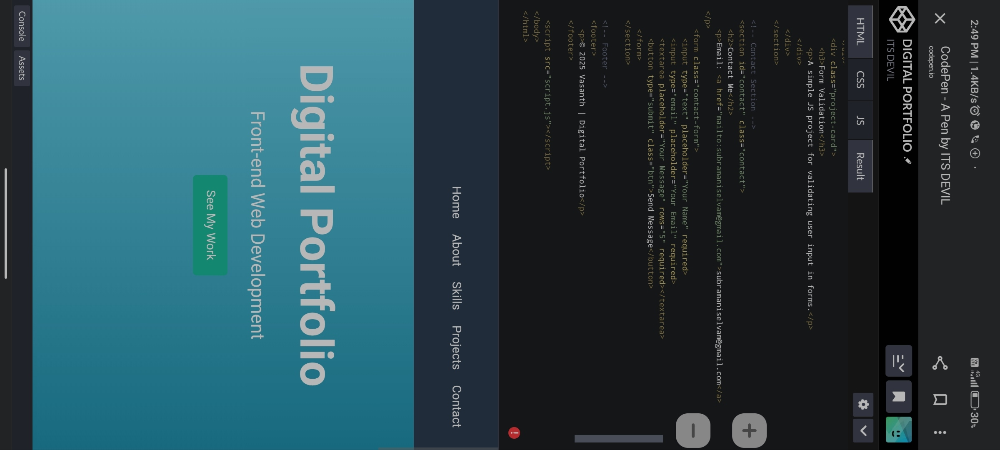 2:49 PM | 1.4KB/s
4G
30%
CodePen - A Pen by ITS DEVIL
codepen.io
DIGITAL PORTFOLIO
ITS DEVIL
HTML
CSS
JS
Result
<div class="project-card">
<h3>Form Validation</h3>
<p>A simple JS project for validating user input in forms.</p>
</div>
</div>
</section>
<!-- Contact Section -->
<section id="contact" class="contact">
<h2>Contact Me</h2>
<p>Email: <a href="mailto:subramaniselvam@gmail.com">subramaniselvam@gmail.com</a>
</p>
<form class="contact-form">
<input type="text" placeholder="Your Name" required>
<input type="email" placeholder="Your Email" required>
<textarea placeholder="Your Message" rows="5" required></textarea>
<button type="submit" class="btn">Send Message</button>
</form>
</section>
<!-- Footer -->
<footer>
<p>© 2025 Vasanth | Digital Portfolio</p>
</footer>
<script src="script.js"></script>
</body>
</html>
Home About Skills Projects Contact
Digital Portfolio
Front-end Web Development
See My Work
Console
Assets